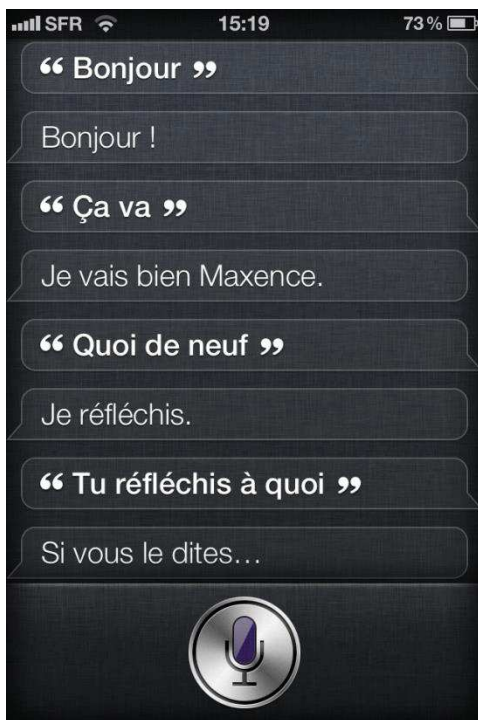 SFR 15:19 73%
“ Bonjour ”
Bonjour !
“ Ça va ”
Je vais bien Maxence.
“ Quoi de neuf ”
Je réfléchis.
“ Tu réfléchis à quoi ”
Si vous le dites…